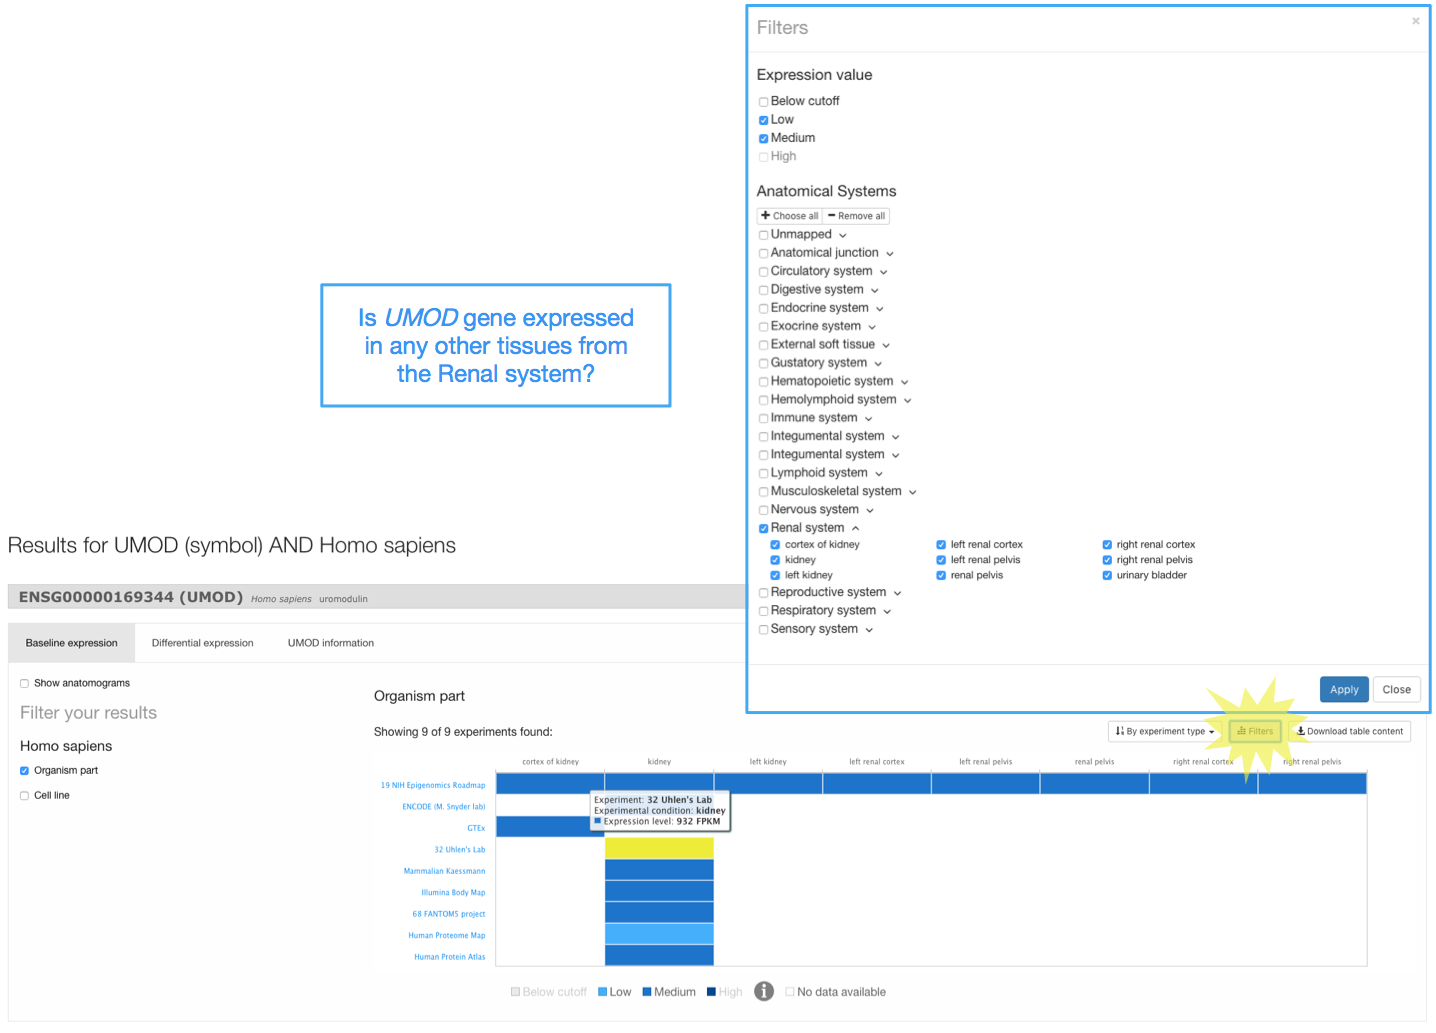 Filters
×
Expression value
Below cutoff
Low
Medium
High
Anatomical Systems
Choose all Remove all
Unmapped
Anatomical junction
Circulatory system
Digestive system
Endocrine system
Exocrine system
External soft tissue
Gustatory system
Hematopoietic system
Hemolymphoid system
Immune system
Integumental system
Integumental system
Lymphoid system
Musculoskeletal system
Nervous system
Renal system
cortex of kidney left renal cortex right renal cortex
kidney left renal pelvis right renal pelvis
left kidney renal pelvis urinary bladder
Reproductive system
Respiratory system
Sensory system
Apply Close
Is UMOD gene expressed
in any other tissues from
the Renal system?
Results for UMOD (symbol) AND Homo sapiens
ENSG00000169344 (UMOD) Homo sapiens uromodulin
Baseline expression Differential expression UMOD information
Show anatomograms
Filter your results
Homo sapiens
Organism part
Cell line
Organism part
Showing 9 of 9 experiments found:
By experiment type Filters Download table content
cortex of kidney kidney left kidney left renal cortex left renal pelvis renal pelvis right renal cortex right renal pelvis
19 NIH Epigenomics Roadmap
ENCODE (M. Snyder lab)
GTEx
32 Uhlen's Lab
Mammalian Kaessmann
Illumina Body Map
68 FANTOM5 project
Human Proteome Map
Human Protein Atlas
Experiment: 32 Uhlen's Lab
Experimental condition: kidney
Expression level: 932 FPKM
Below cutoff Low Medium High i No data available